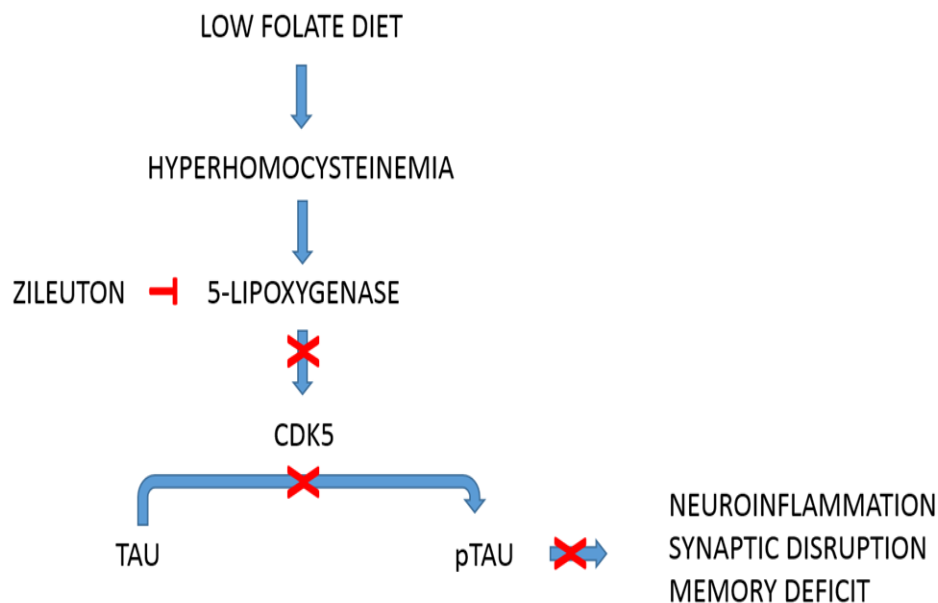 LOW FOLATE DIET
HYPERHOMOCYSTEINEMIA
ZILEUTON 5-LIPOXYGENASE
CDK5
TAU pTAU
NEUROINFLAMMATION
SYNAPTIC DISRUPTION
MEMORY DEFICIT